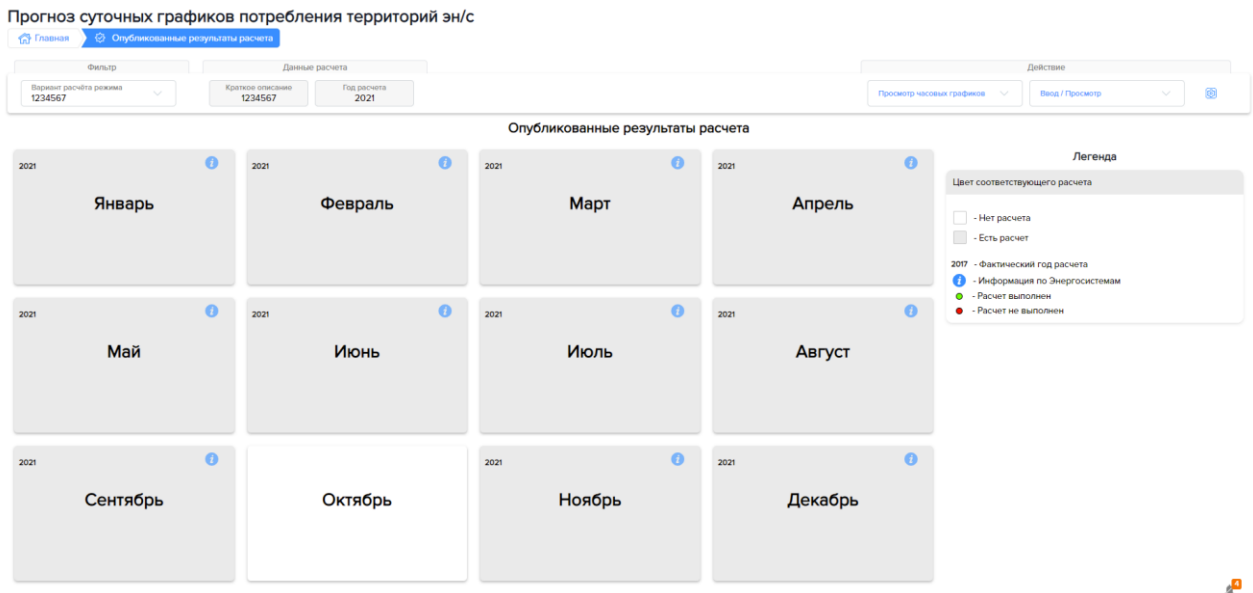 Прогноз суточных графиков потребления территорий эн/с
Главная
Опубликованные результаты расчета
Фильтр
Данные расчета
Действие
Вариант расчёта режима
1234567
Краткое описание
1234567
Год расчета
2021
Просмотр часовых графиков
Ввод / Просмотр
Опубликованные результаты расчета
2021
Январь
2021
Февраль
2021
Март
2021
Апрель
Легенда
Цвет соответствующего расчета
- Нет расчета
- Есть расчет
2017 - Фактический год расчета
i - Информация по Энергосистемам
- Расчет выполнен
- Расчет не выполнен
2021
Май
2021
Июнь
2021
Июль
2021
Август
2021
Сентябрь
Октябрь
2021
Ноябрь
2021
Декабрь
4